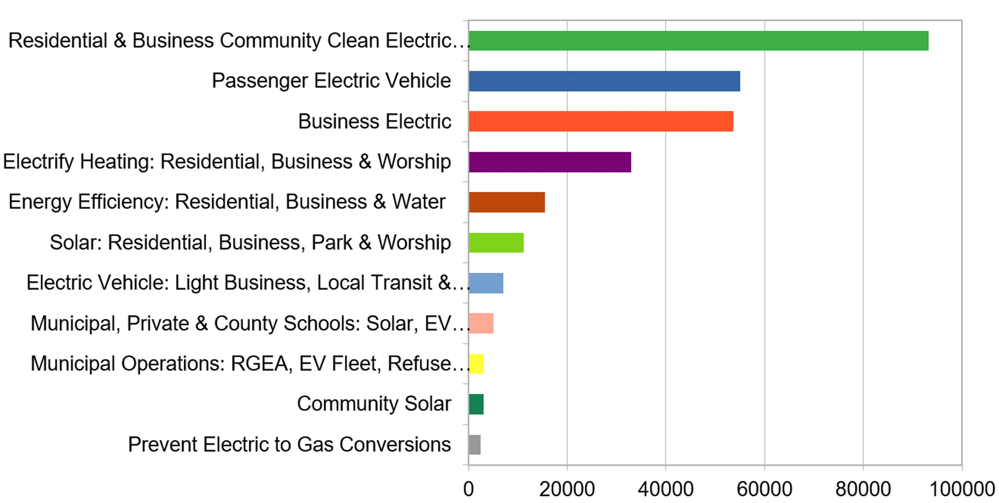 Residential & Business Community Clean Electric…
Passenger Electric Vehicle
Business Electric
Electrify Heating: Residential, Business & Worship
Energy Efficiency: Residential, Business & Water
Solar: Residential, Business, Park & Worship
Electric Vehicle: Light Business, Local Transit &…
Municipal, Private & County Schools: Solar, EV…
Municipal Operations: RGEA, EV Fleet, Refuse…
Community Solar
Prevent Electric to Gas Conversions
0 20000 40000 60000 80000 100000